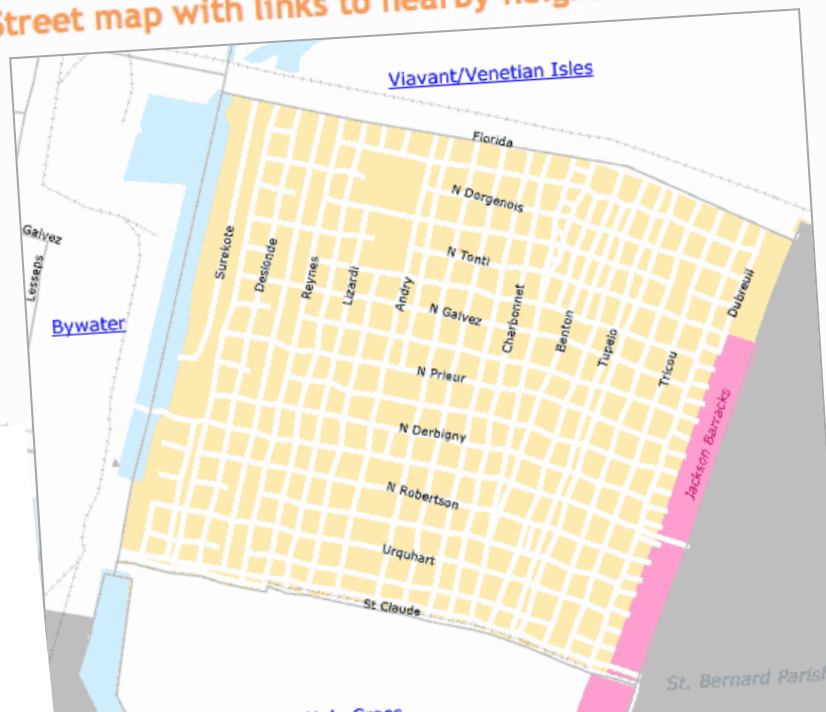 Street map with links to nearby
Viavant/Venetian Isles
Florida
N Dorgenois
Galvez
N Tonti
Surekote
Deslonde
Reynes
Lizardi
Andry
Lesseps
Dubreuil
N Galvez
Charbonnet
Benton
Bywater
Tupelo
Tricou
N Prieur
Jackson Barracks
N Derbigny
N Robertson
Urquhart
St Claude
St. Bernard Parish